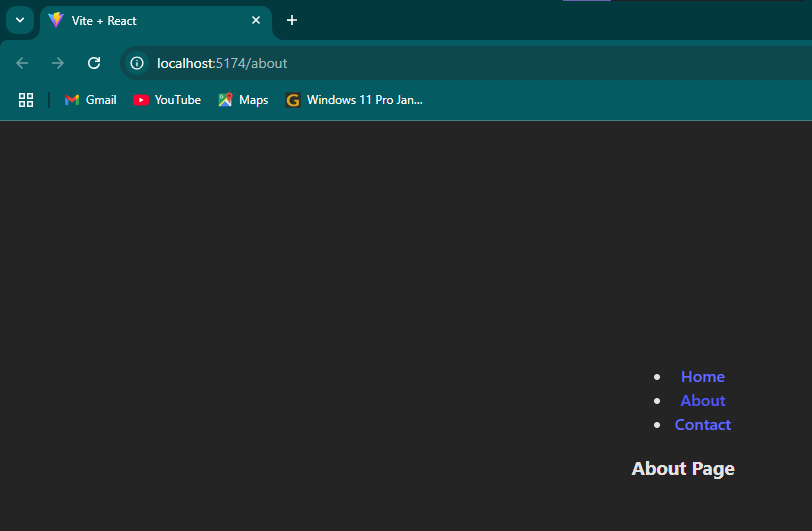 Vite + React
localhost:5174/about
Gmail YouTube Maps Windows 11 Pro Jan...
Home
About
Contact
About Page